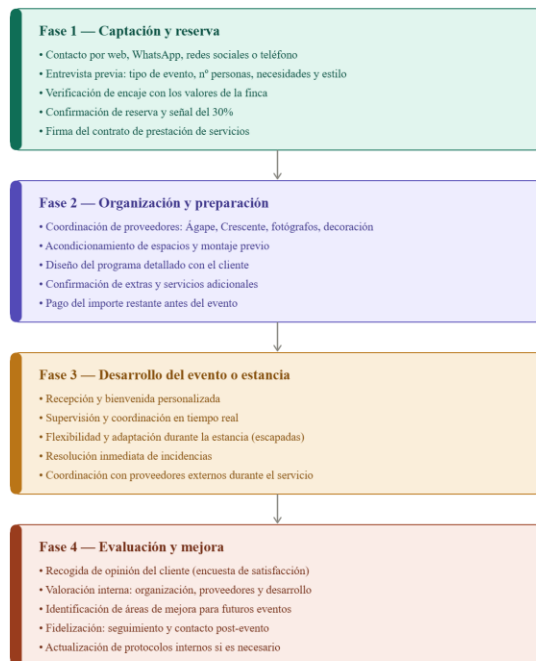 Fase 1 — Captación y reserva
• Contacto por web, WhatsApp, redes sociales o teléfono
• Entrevista previa: tipo de evento, nº personas, necesidades y estilo
• Verificación de encaje con los valores de la finca
• Confirmación de reserva y señal del 30%
• Firma del contrato de prestación de servicios
Fase 2 — Organización y preparación
• Coordinación de proveedores: Ágape, Crescente, fotógrafos, decoración
• Acondicionamiento de espacios y montaje previo
• Diseño del programa detallado con el cliente
• Confirmación de extras y servicios adicionales
• Pago del importe restante antes del evento
Fase 3 — Desarrollo del evento o estancia
• Recepción y bienvenida personalizada
• Supervisión y coordinación en tiempo real
• Flexibilidad y adaptación durante la estancia (escapadas)
• Resolución inmediata de incidencias
• Coordinación con proveedores externos durante el servicio
Fase 4 — Evaluación y mejora
• Recogida de opinión del cliente (encuesta de satisfacción)
• Valoración interna: organización, proveedores y desarrollo
• Identificación de áreas de mejora para futuros eventos
• Fidelización: seguimiento y contacto post-evento
• Actualización de protocolos internos si es necesario